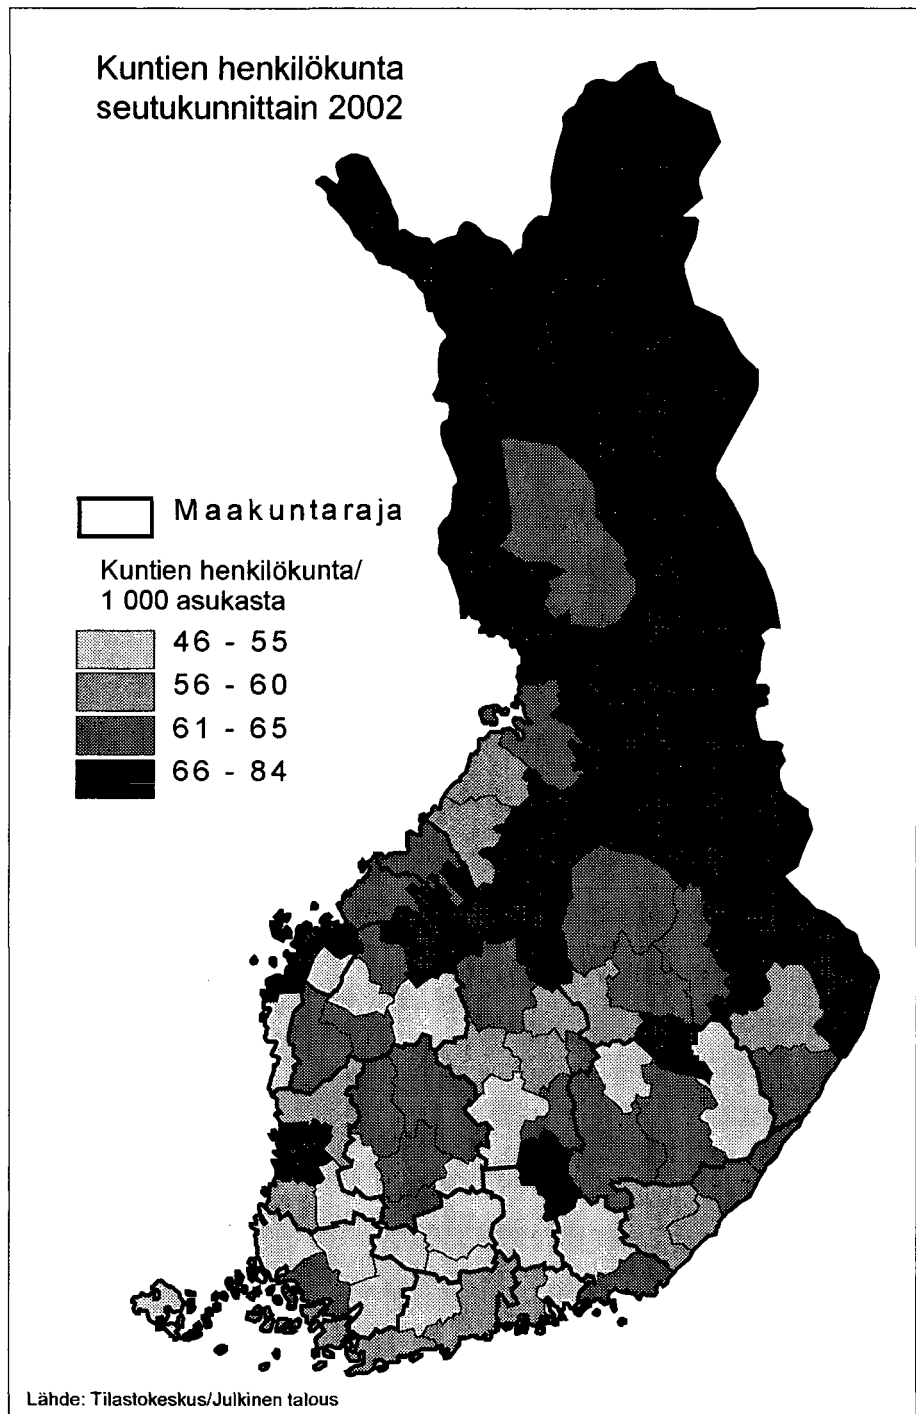 Kuntien henkilökunta
seutukunnittain 2002
Maakuntaraja
Kuntien henkilökunta/
1 000 asukasta
46 - 55
56 - 60
61 - 65
66 - 84
Lähde: Tilastokeskus/Julkinen talous